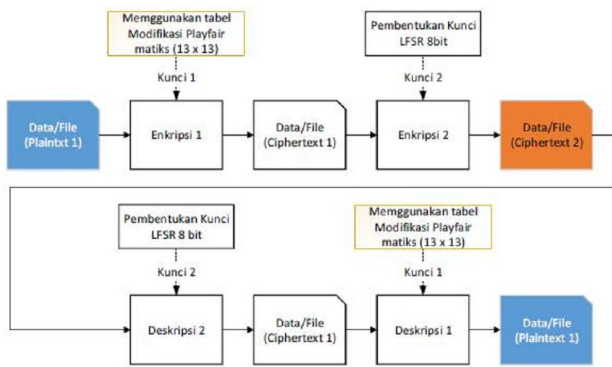 Memggunakan tabel
Modifikasi Playfair
matiks (13 x 13)
Pembentukan Kunci
LFSR 8bit
Kunci 1
Kunci 2
Data/File
(Plaintxt 1)
Enkripsi 1
Data/File
(Ciphertext 1)
Enkripsi 2
Data/File
(Ciphertext 2)
Pembentukan Kunci
LFSR 8 bit
Memggunakan tabel
Modifikasi Playfair
matiks (13 x 13)
Kunci 2
Kunci 1
Deskripsi 2
Data/File
(Ciphertext 1)
Deskripsi 1
Data/File
(Plaintext 1)